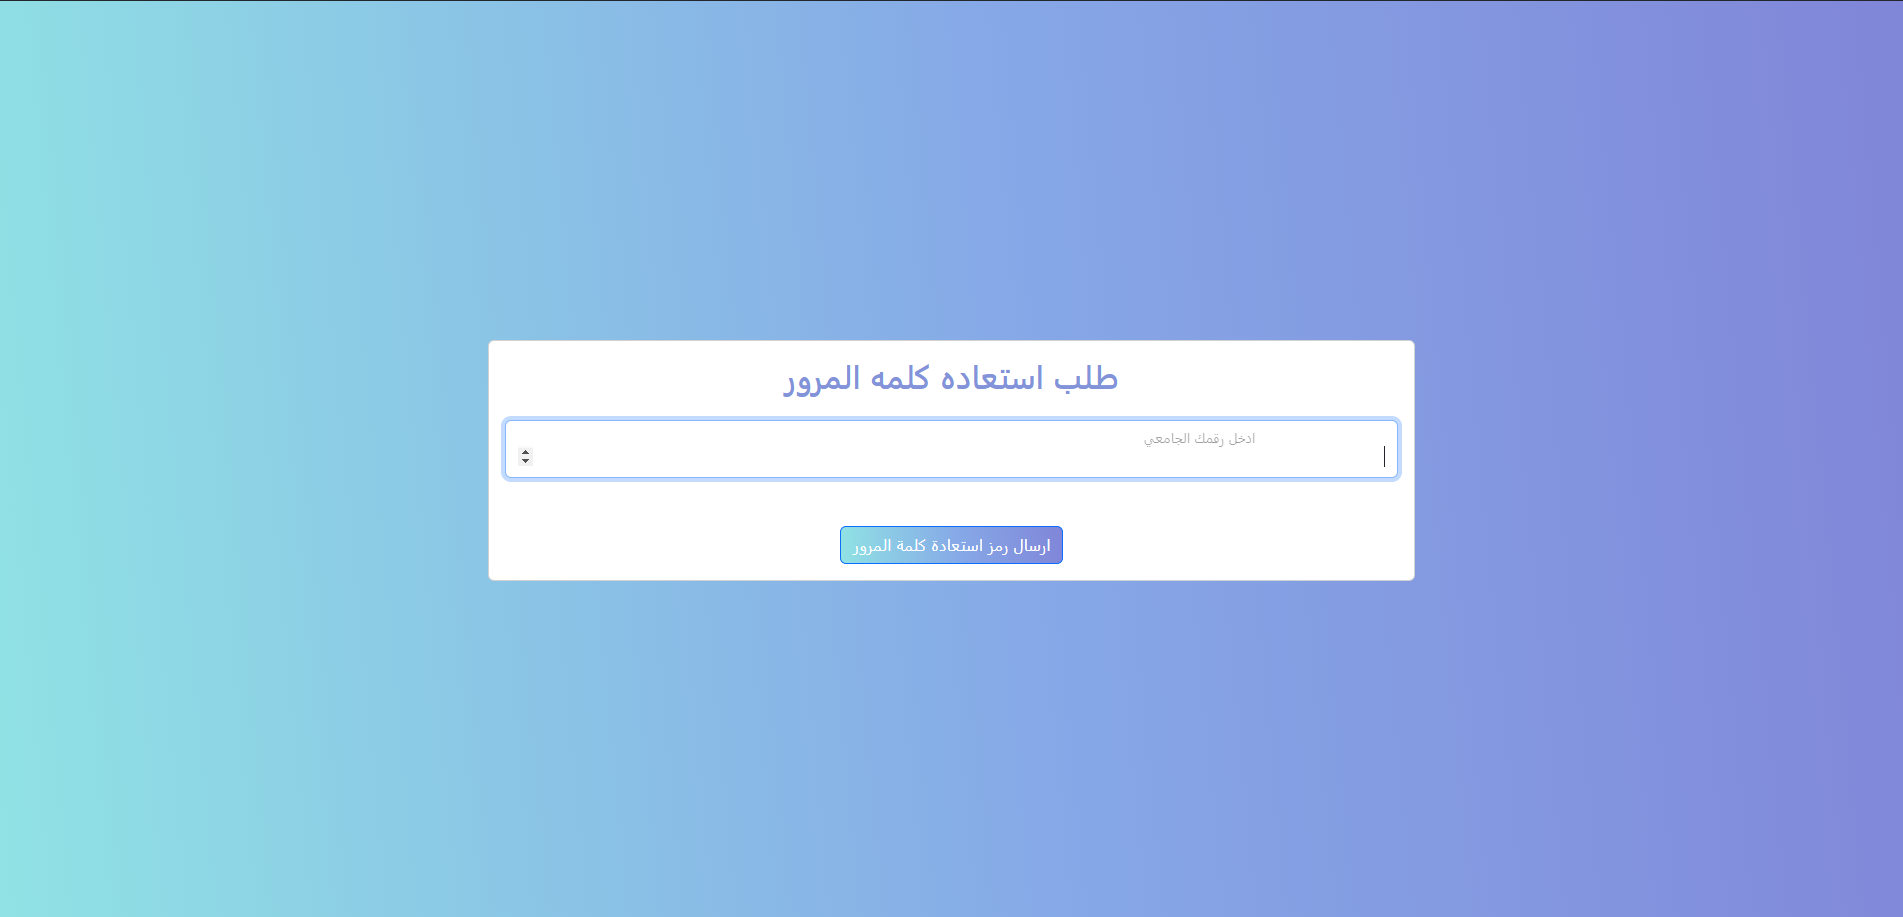 طلب استعاده كلمه المرور
ادخل رقمك الجامعي
ارسال رمز استعادة كلمة المرور